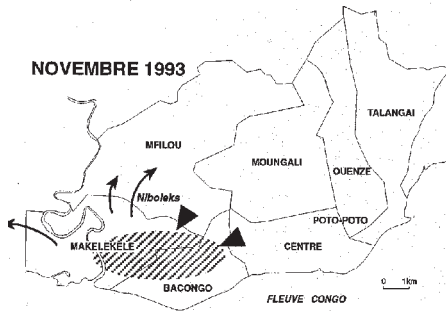 NOVEMBRE 1993
TALANGAI
MFILOU
MOUNGALI
OUENZE
Niboleks
POTO-POTO
MAKELEKELE
CENTRE
BACONGO
FLEUVE CONGO
0 1km